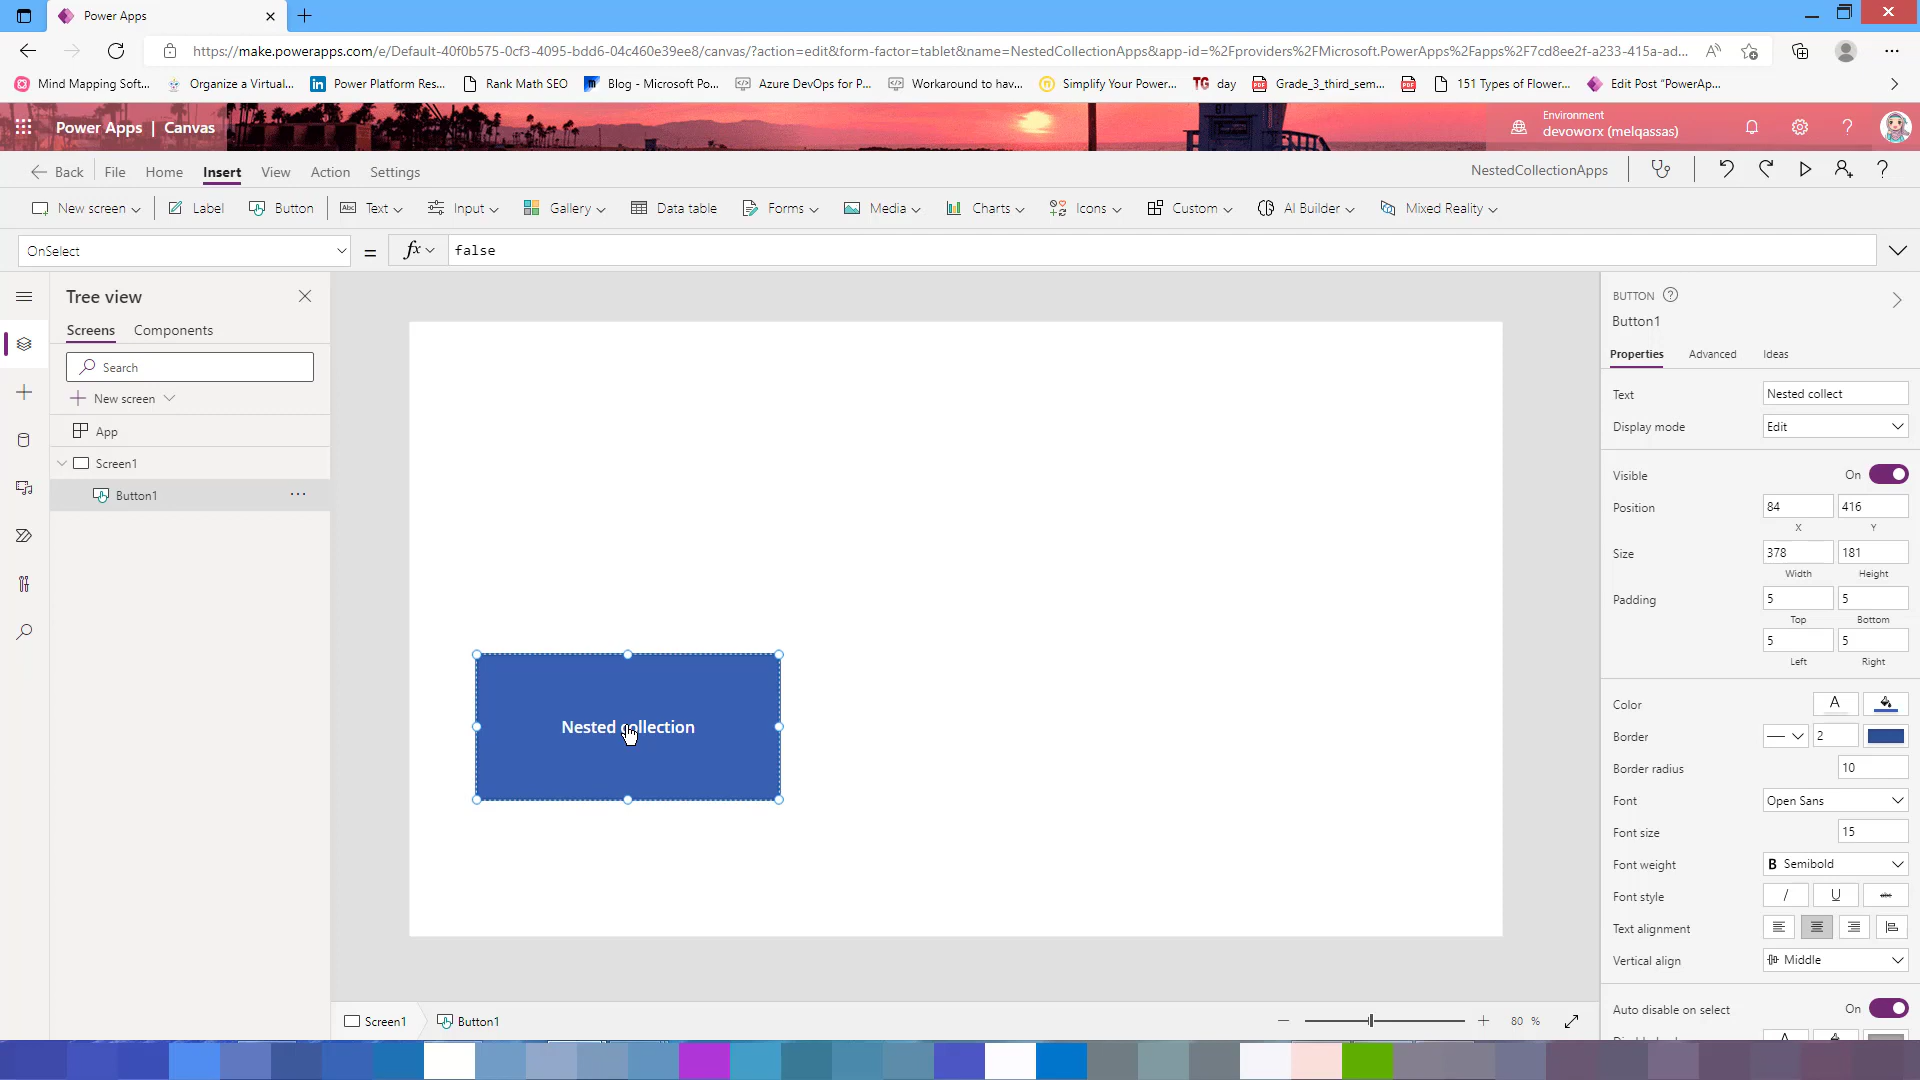 Power Apps
https://make.powerapps.com/e/Default-40f0b575-0cf3-4095-bdd6-04c460e39ee8/canvas/?action=edit&form-factor=tablet&name=NestedCollectionApps&app-id=%2Fproviders%2FMicrosoft.PowerApps%2Fapps%2F7cd8ee2f-a233-415a-ad...
Mind Mapping Soft... Organize a Virtual... Power Platform Res... Rank Math SEO Blog - Microsoft Po... Azure DevOps for P... Workaround to hav... Simplify Your Power... TG day Grade_3_third_sem... 151 Types of Flower... Edit Post "PowerAp...
Power Apps | Canvas
Environment
devoworx (melqassas)
Back File Home Insert View Action Settings NestedCollectionApps
New screen Label Button Abc Text Input Gallery Data table Forms Media Charts Icons Custom AI Builder Mixed Reality
OnSelect = fx false
Tree view
Screens Components
Search
New screen
App
Screen1
Button1 ...
Nested collection
BUTTON
Button1
Properties Advanced Ideas
Text Nested collect
Display mode Edit
Visible On
Position 84 416
X Y
Size 378 181
Width Height
Padding 5 5
Top Bottom
5 5
Left Right
Color A
Border 2
Border radius 10
Font Open Sans
Font size 15
Font weight B Semibold
Font style / U abc
Text alignment
Vertical align Middle
Auto disable on select On
Screen1 Button1 80 %